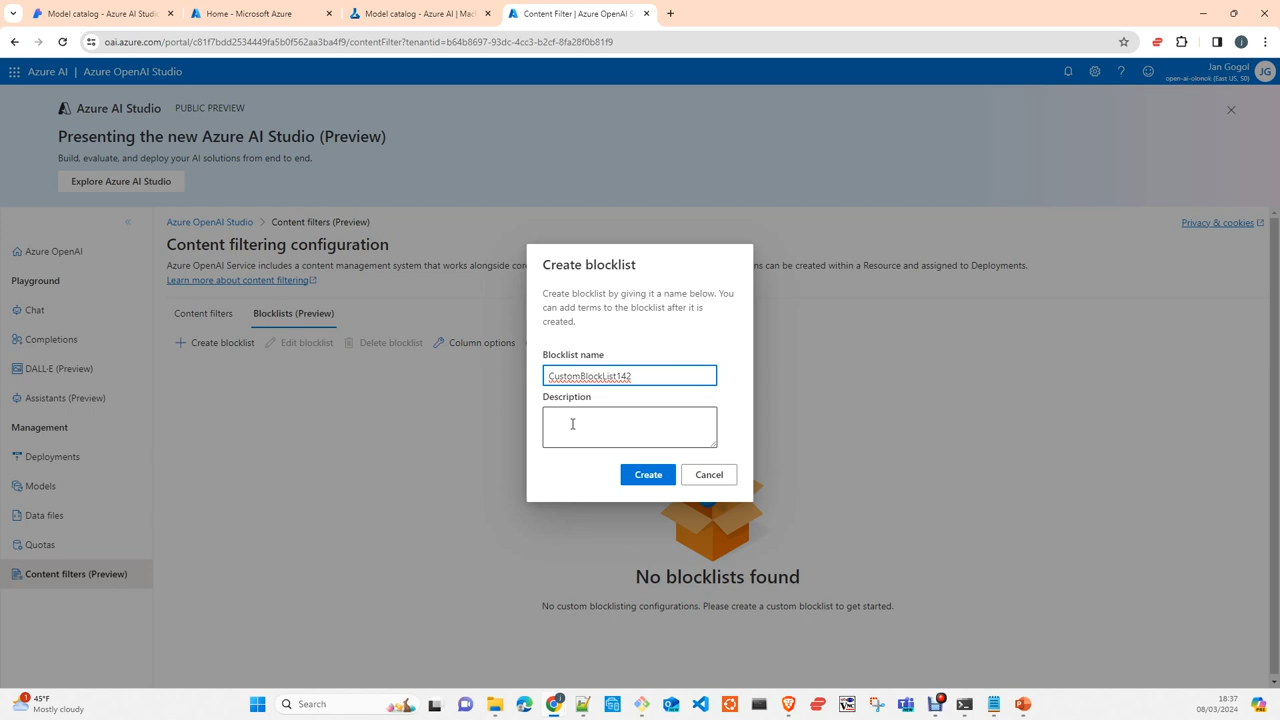 Model catalog - Azure AI Studi
Home - Microsoft Azure
Model catalog - Azure AI | Mac
Content Filter | Azure OpenAI S
oai.azure.com/portal/c81f7bdd2534449fa5b0f562aa3ba4f9/contentFilter?tenantid=b64b8697-93dc-4cc3-b2cf-8fa28f0b81f9
Azure AI | Azure OpenAI Studio
Jan Gogol
open-ai-olonok (East US, S0)
JG
Azure AI Studio PUBLIC PREVIEW
Presenting the new Azure AI Studio (Preview)
Build, evaluate, and deploy your AI solutions from end to end.
Explore Azure AI Studio
Azure OpenAI
Playground
Chat
Completions
DALL-E (Preview)
Assistants (Preview)
Management
Deployments
Models
Data files
Quotas
Content filters (Preview)
Azure OpenAI Studio > Content filters (Preview)
Privacy & cookies
Content filtering configuration
Azure OpenAI Service includes a content management system that works alongside cor
ns can be created within a Resource and assigned to Deployments.
Learn more about content filtering
Content filters
Blocklists (Preview)
Create blocklist
Edit blocklist
Delete blocklist
Column options
Create blocklist
Create blocklist by giving it a name below. You
can add terms to the blocklist after it is
created.
Blocklist name
CustomBlockList142
Description
Create
Cancel
No blocklists found
No custom blocklisting configurations. Please create a custom blocklist to get started.
1
45°F
Mostly cloudy
Search
18:37
08/03/2024